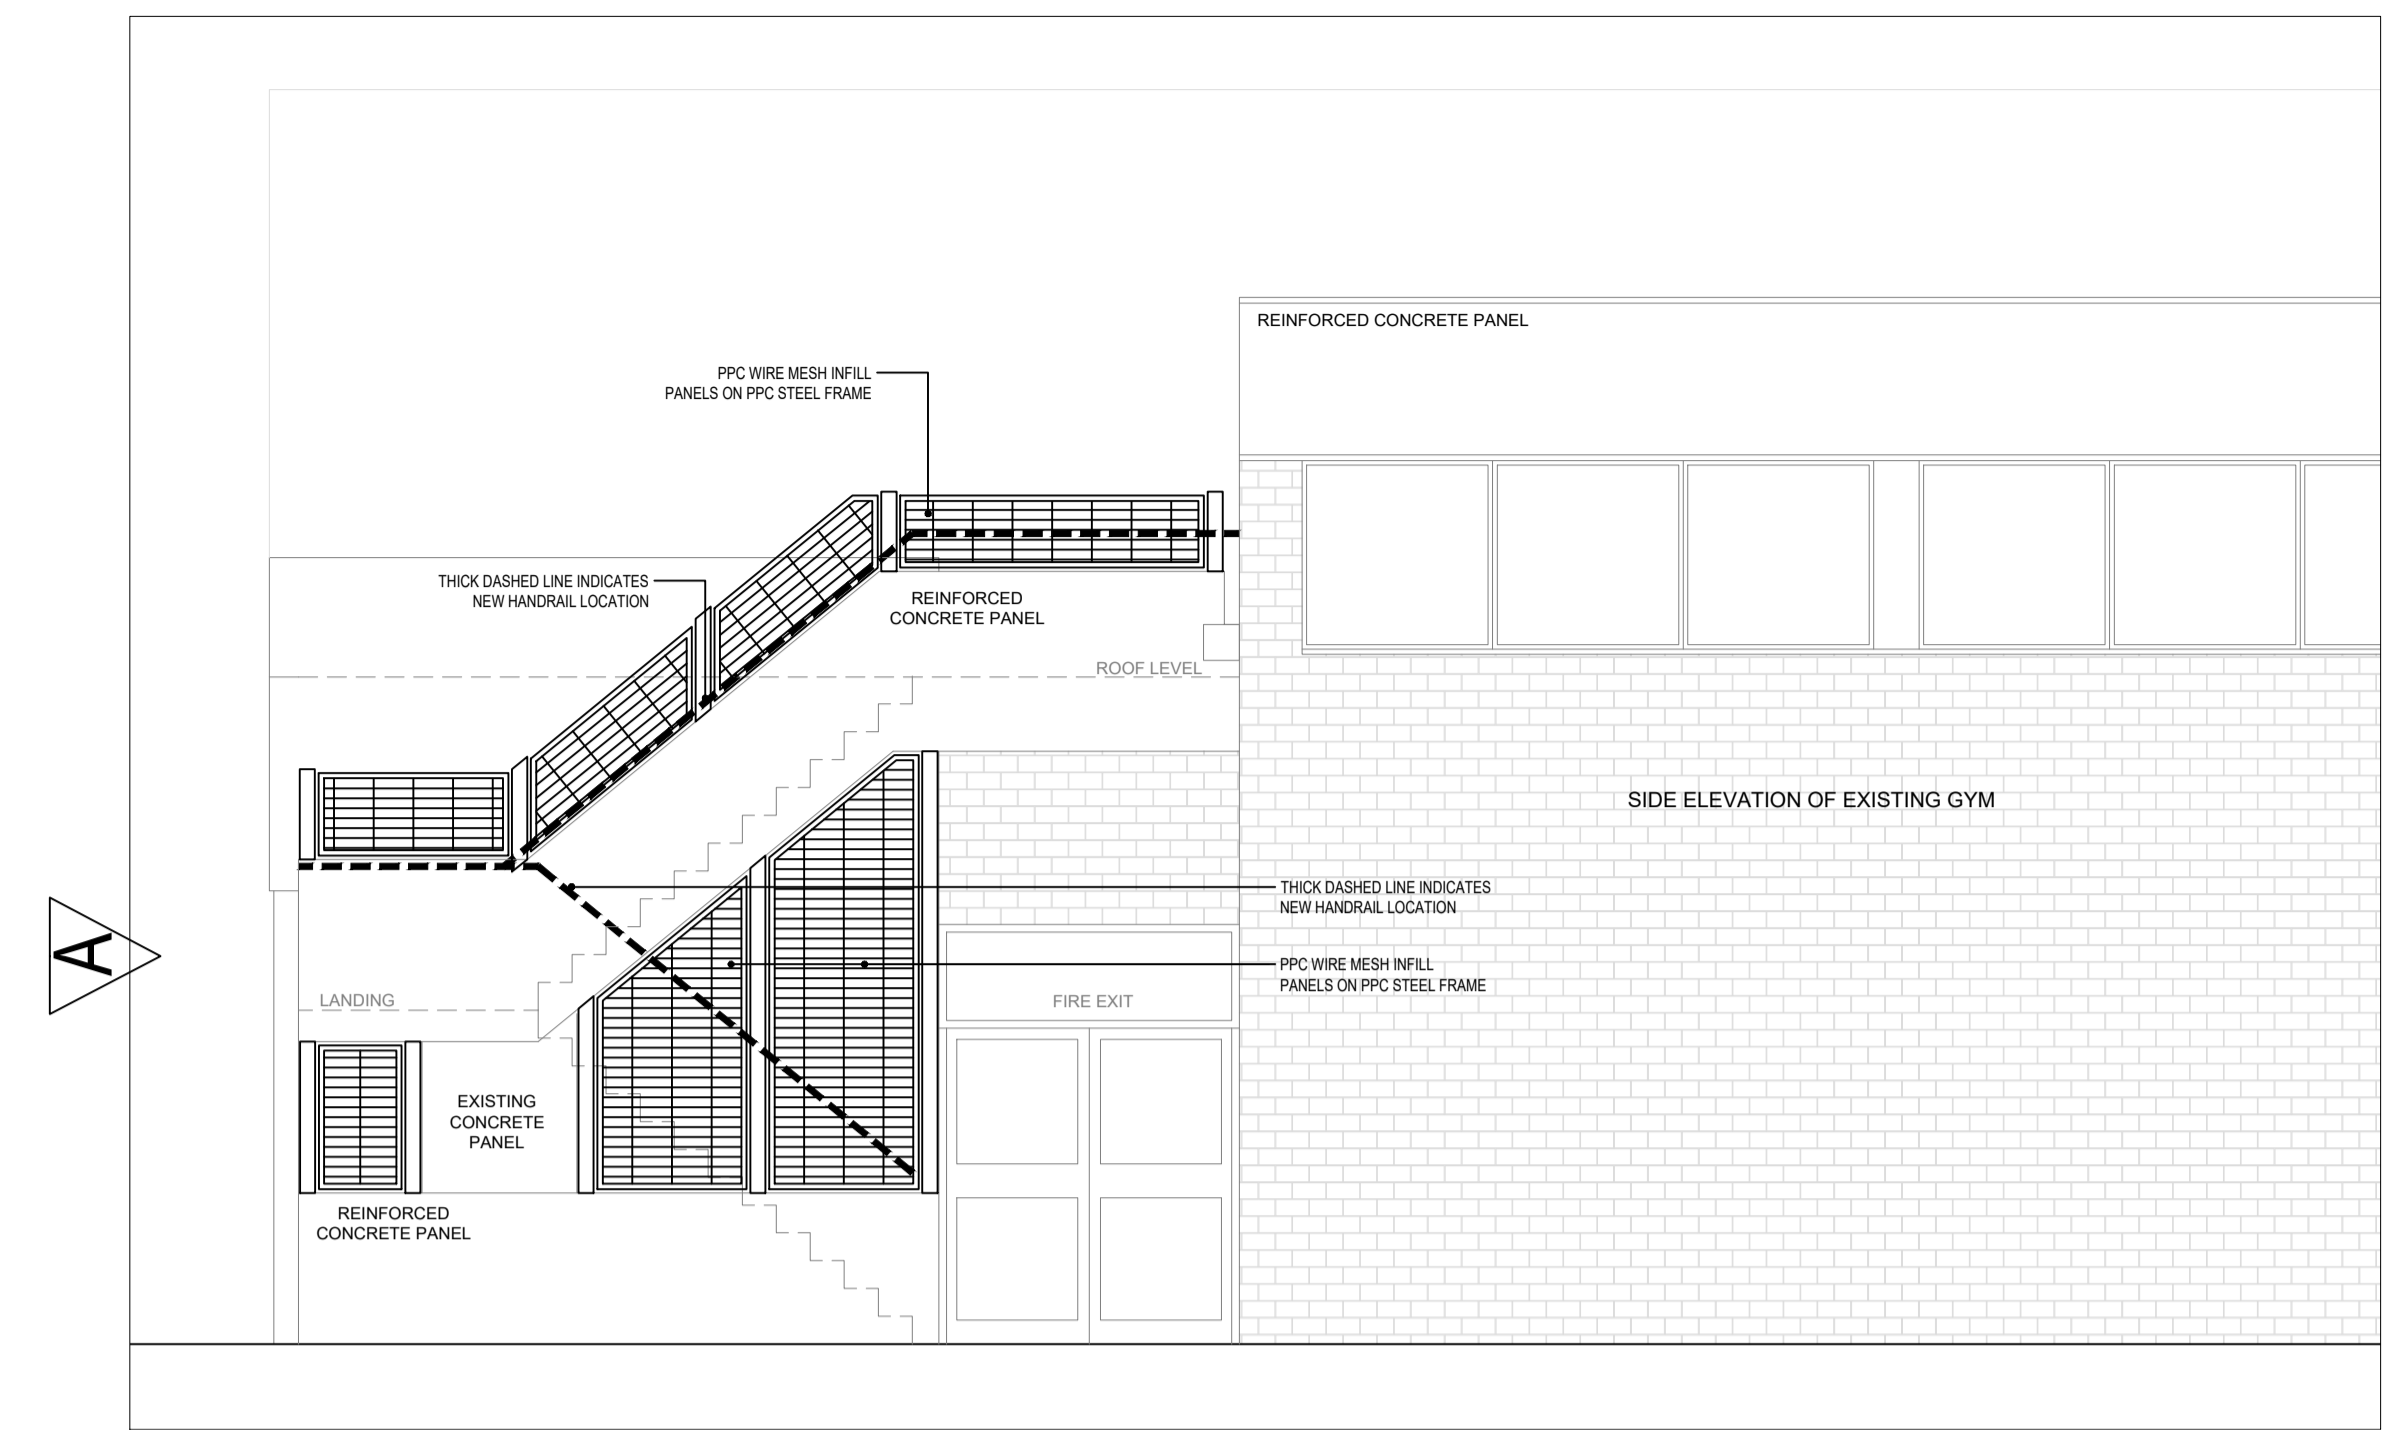 REINFORCED CONCRETE PANEL
PPC WIRE MESH INFILL
PANELS ON PPC STEEL FRAME
THICK DASHED LINE INDICATES
NEW HANDRAIL LOCATION
REINFORCED
CONCRETE PANEL
ROOF LEVEL
SIDE ELEVATION OF EXISTING GYM
THICK DASHED LINE INDICATES
NEW HANDRAIL LOCATION
A
PPC WIRE MESH INFILL
PANELS ON PPC STEEL FRAME
LANDING
FIRE EXIT
EXISTING
CONCRETE
PANEL
REINFORCED
CONCRETE PANEL